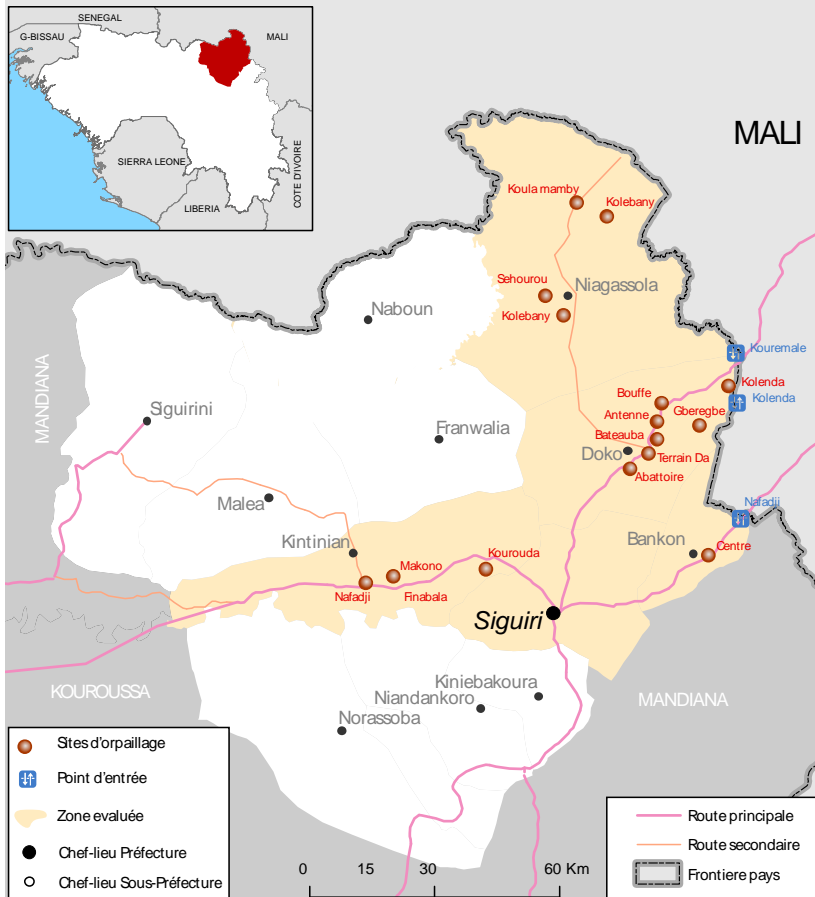 SENEGAL
G-BISSAU
MALI
SIERRA LEONE
LIBERIA
COTE D'IVOIRE
MALI
Koula mamby
Kolebany
Sehourou
Niagassola
Kolebany
Naboun
Kouremale
Kolenda
Kolenda
Bouffe
Antenne
Gberegbe
Bateauba
Doko
Terrain Da
Abattoire
MANDIANA
Siguirini
Franwalia
Malea
Nafadji
Kintinian
Bankon
Centre
Makono
Kourouda
Nafadji
Finabala
Siguiri
KOUROUSSA
MANDIANA
Kiniebakoura
Niandankoro
Norassoba
Sites d'orpaillage
Point d'entrée
Zone evaluée
Chef-lieu Préfecture
Chef-lieu Sous-Préfecture
0 15 30 60 Km
Route principale
Route secondaire
Frontiere pays